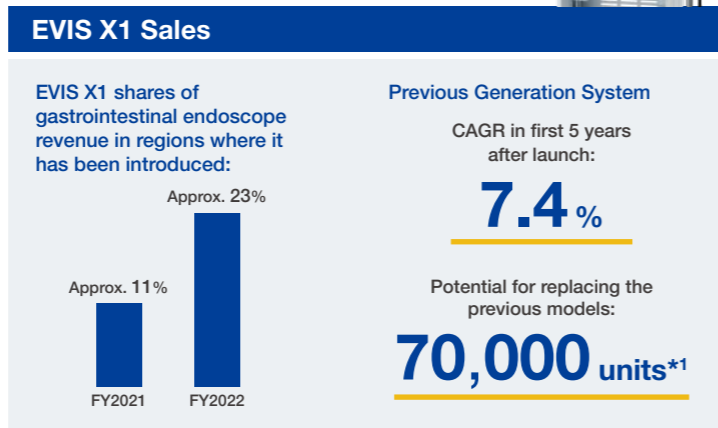 EVIS X1 Sales
EVIS X1 shares of
gastrointestinal endoscope
revenue in regions where it
has been introduced:
Approx. 23%
Approx. 11%
FY2021
FY2022
Previous Generation System
CAGR in first 5 years
after launch:
7.4 %
Potential for replacing the
previous models:
70,000 units*1